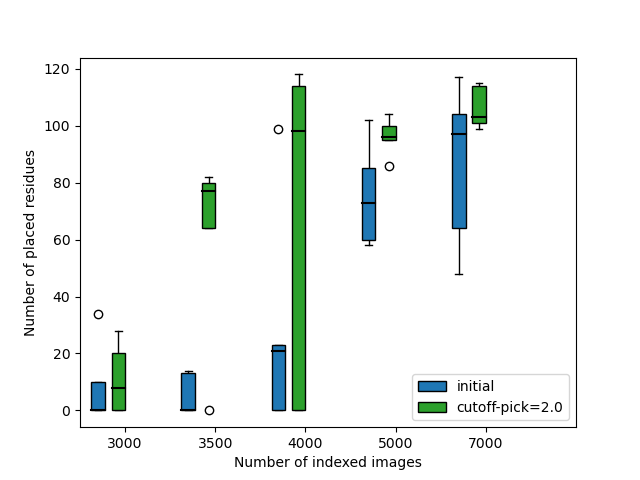 120
100
80
60
40
20
0
Number of placed residues
3000 3500 4000 5000 7000
Number of indexed images
initial
cutoff-pick=2.0